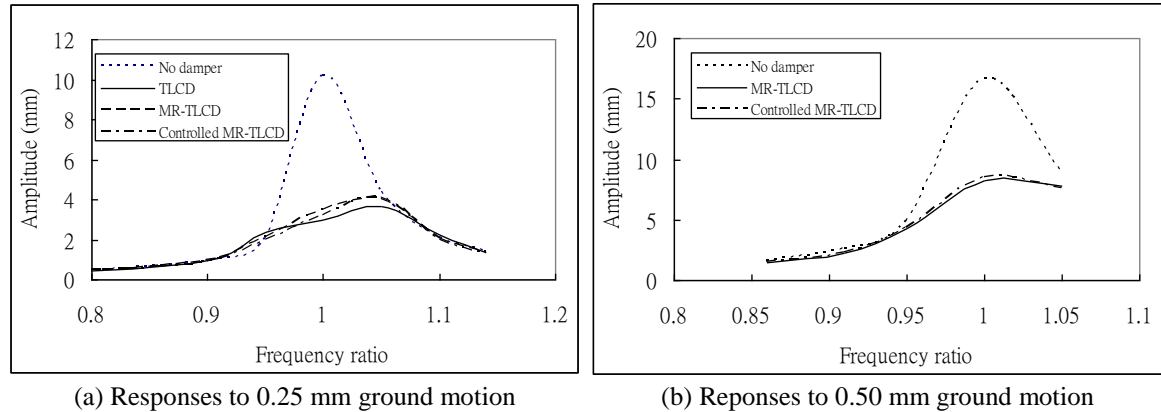 12
10
8
6
4
2
0
Amplitude (mm)
No damper
TLCD
MR-TLCD
Controlled MR-TLCD
0.8 0.9 1 1.1 1.2
Frequency ratio
(a) Responses to 0.25 mm ground motion
20
15
10
5
0
Amplitude (mm)
No damper
MR-TLCD
Controlled MR-TLCD
0.8 0.85 0.9 0.95 1 1.05 1.1
Frequency ratio
(b) Reponses to 0.50 mm ground motion